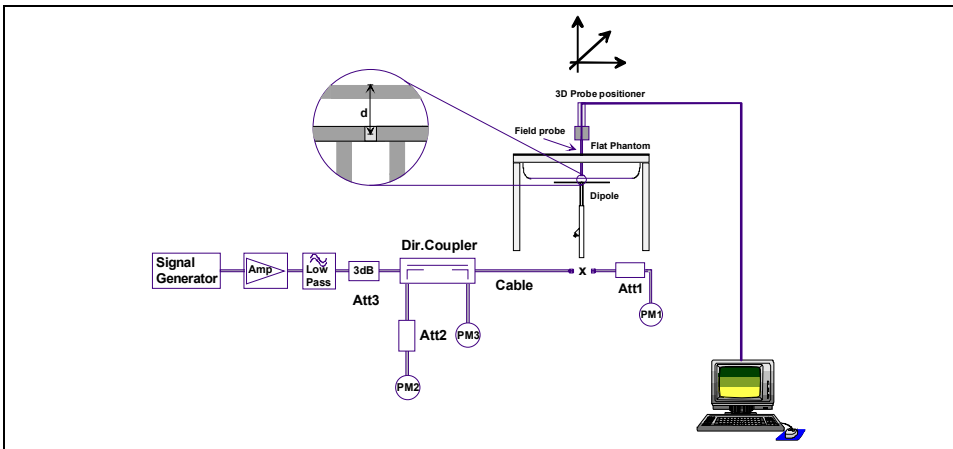 3D Probe positioner
d
Field probe
Flat Phantom
Dipole
Dir.Coupler
Signal
Generator
Amp
Low
Pass
3dB
Att3
Cable
x
Att1
PM1
Att2
PM3
PM2